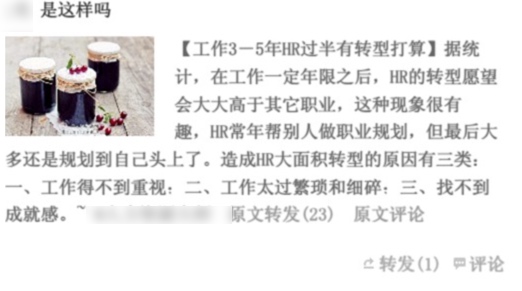 是这样吗
【工作3－5年HR过半有转型打算】据统
计，在工作一定年限之后，HR的转型愿望
会大大高于其它职业，这种现象很有
趣，HR常年帮别人做职业规划，但最后大
多还是规划到自己头上了。造成HR大面积转型的原因有三类：
一、工作得不到重视；二、工作太过繁琐和细碎；三、找不到
成就感。~ 原文转发(23) 原文评论
转发(1) 评论